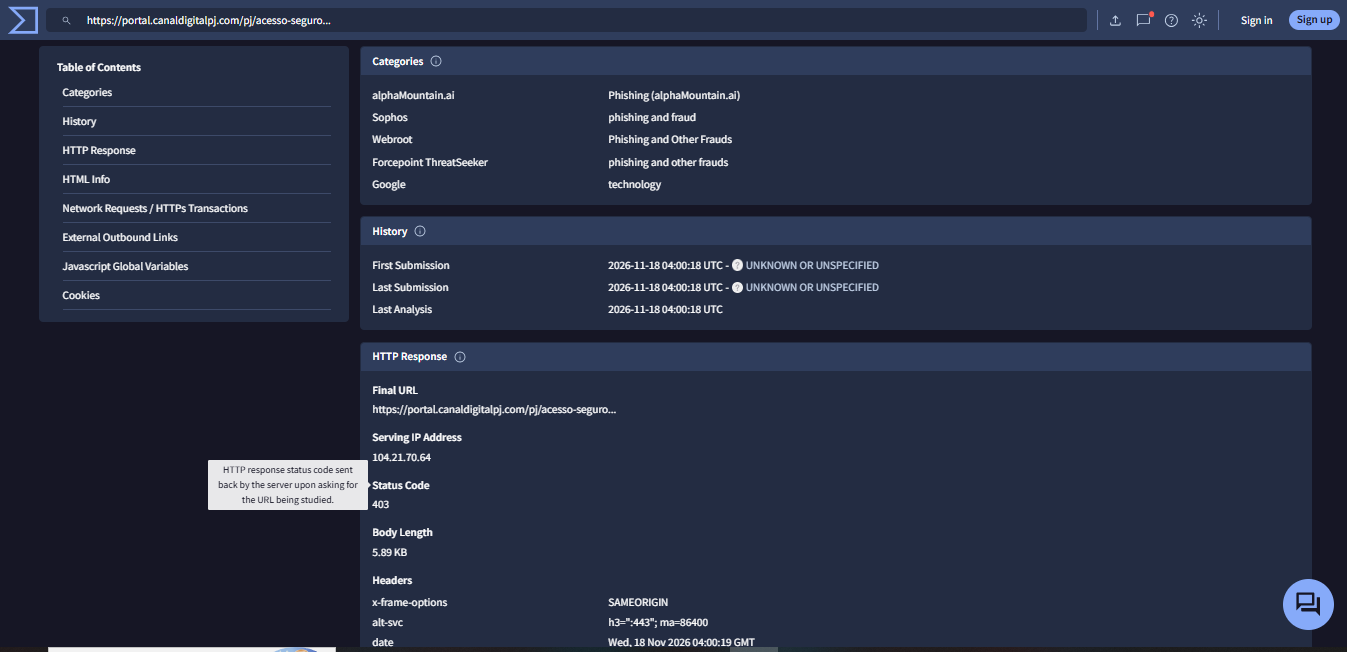 https://portal.canaldigitalpj.com/pj/acesso-seguro...
Sign in
Sign up
Table of Contents
Categories
History
HTTP Response
HTML Info
Network Requests / HTTPs Transactions
External Outbound Links
Javascript Global Variables
Cookies
Categories
alphaMountain.ai Phishing (alphaMountain.ai)
Sophos phishing and fraud
Webroot Phishing and Other Frauds
Forcepoint ThreatSeeker phishing and other frauds
Google technology
History
First Submission 2026-11-18 04:00:18 UTC - ? UNKNOWN OR UNSPECIFIED
Last Submission 2026-11-18 04:00:18 UTC - ? UNKNOWN OR UNSPECIFIED
Last Analysis 2026-11-18 04:00:18 UTC
HTTP Response
Final URL
https://portal.canaldigitalpj.com/pj/acesso-seguro...
Serving IP Address
104.21.70.64
HTTP response status code sent
back by the server upon asking for
the URL being studied.
Status Code
403
Body Length
5.89 KB
Headers
x-frame-options SAMEORIGIN
alt-svc h3=":443"; ma=86400
date Wed, 18 Nov 2026 04:00:19 GMT